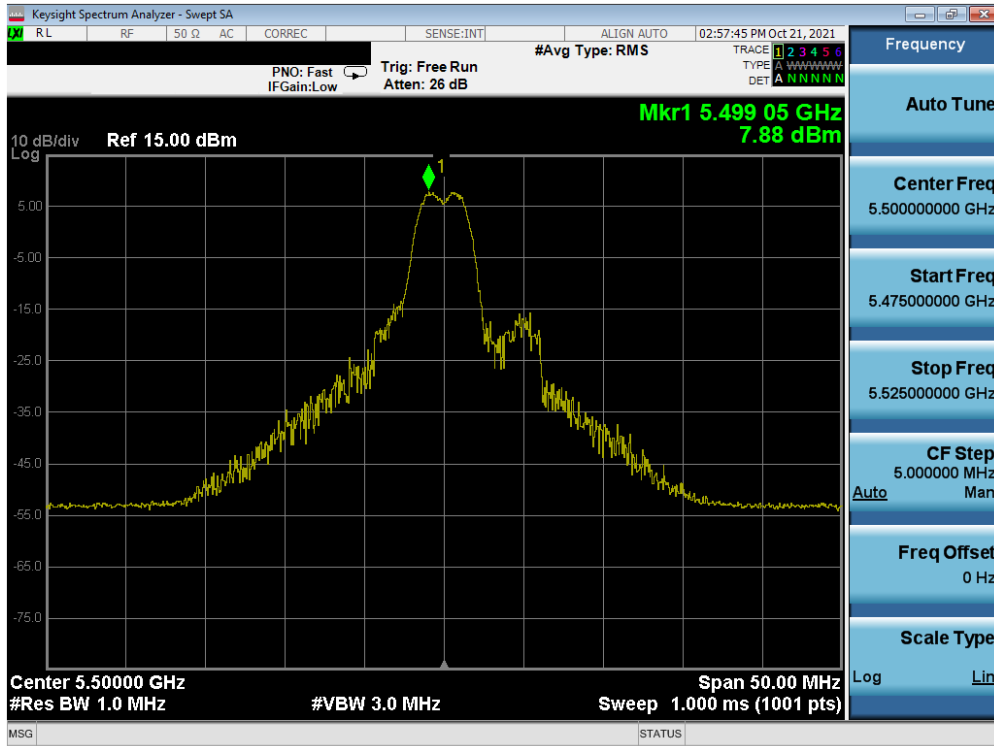 Keysight Spectrum Analyzer - Swept SA
LXI RL RF 50 Ω AC CORREC SENSE:INT ALIGN AUTO 02:57:45 PM Oct 21, 2021
PNO: Fast
IFGain:Low
Trig: Free Run
Atten: 26 dB
#Avg Type: RMS
TRACE 1 2 3 4 5 6
TYPE A WWWWW
DET A N N N N N
Mkr1 5.499 05 GHz
7.88 dBm
10 dB/div Ref 15.00 dBm
Log
1
5.00
-5.00
-15.0
-25.0
-35.0
-45.0
-55.0
-65.0
-75.0
Center 5.50000 GHz Span 50.00 MHz
#Res BW 1.0 MHz #VBW 3.0 MHz Sweep 1.000 ms (1001 pts)
MSG STATUS
Frequency
Auto Tune
Center Freq
5.500000000 GHz
Start Freq
5.475000000 GHz
Stop Freq
5.525000000 GHz
CF Step
5.000000 MHz
Auto Man
Freq Offset
0 Hz
Scale Type
Log Lin